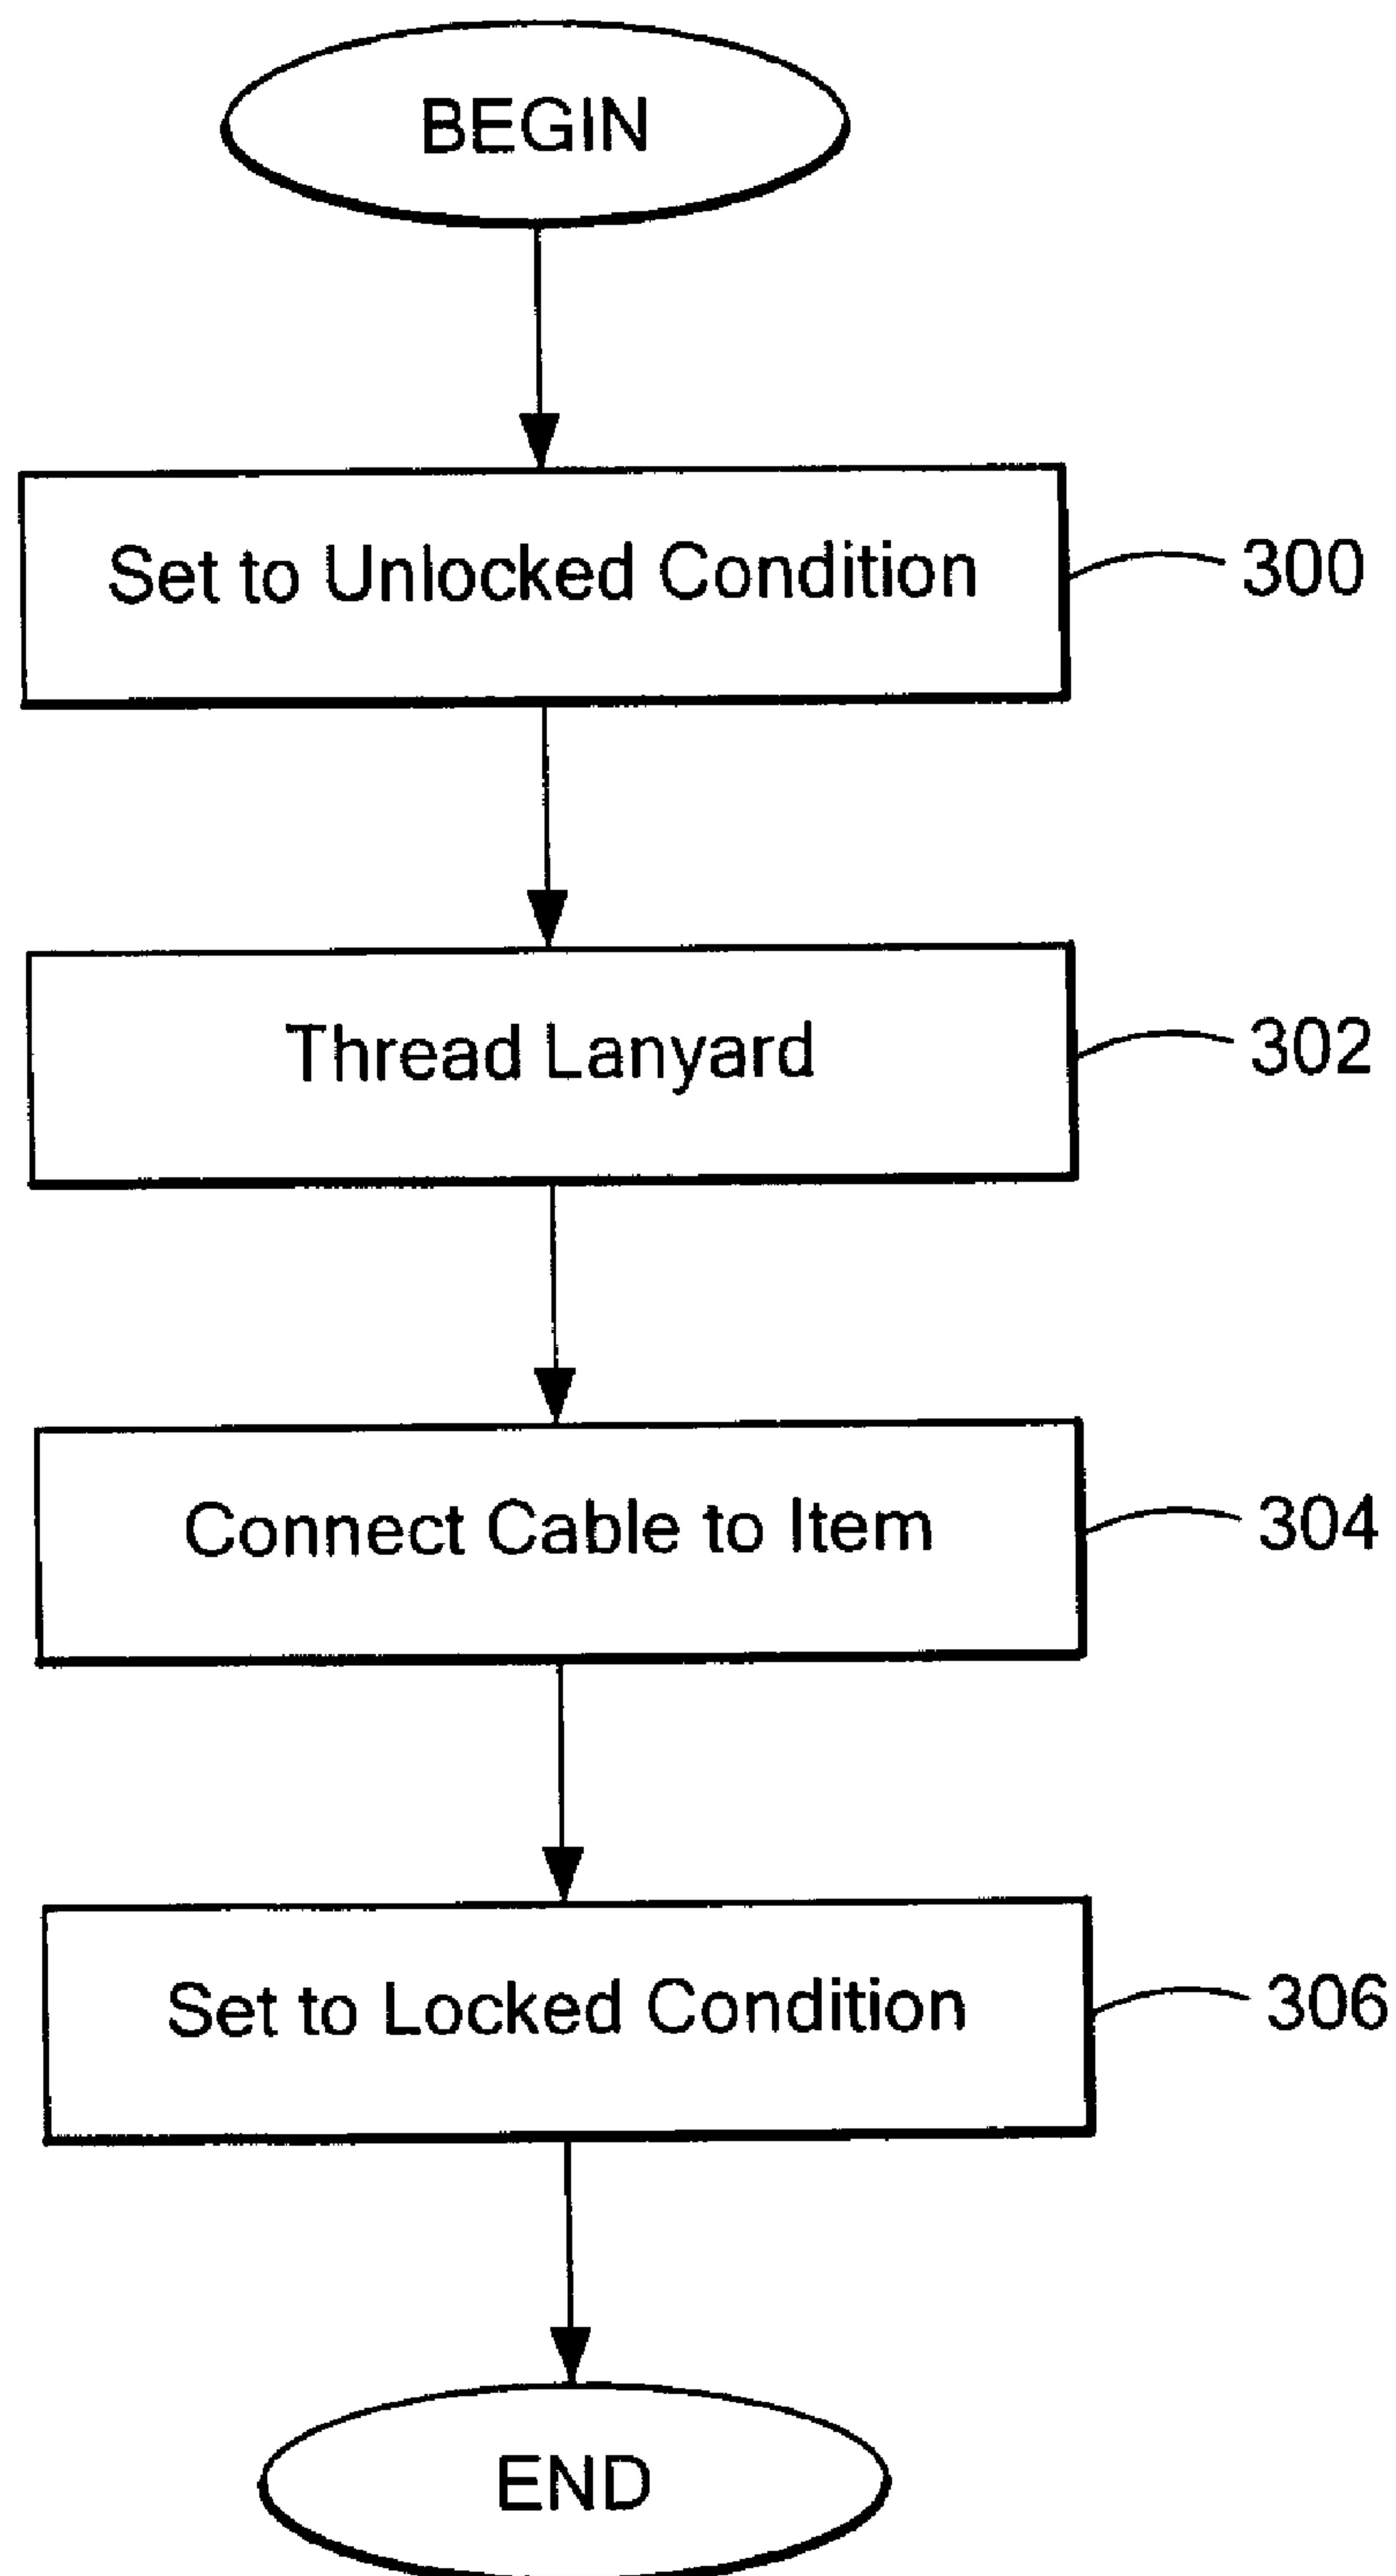 BEGIN
Set to Unlocked Condition
300
Thread Lanyard
302
Connect Cable to Item
304
Set to Locked Condition
306
END